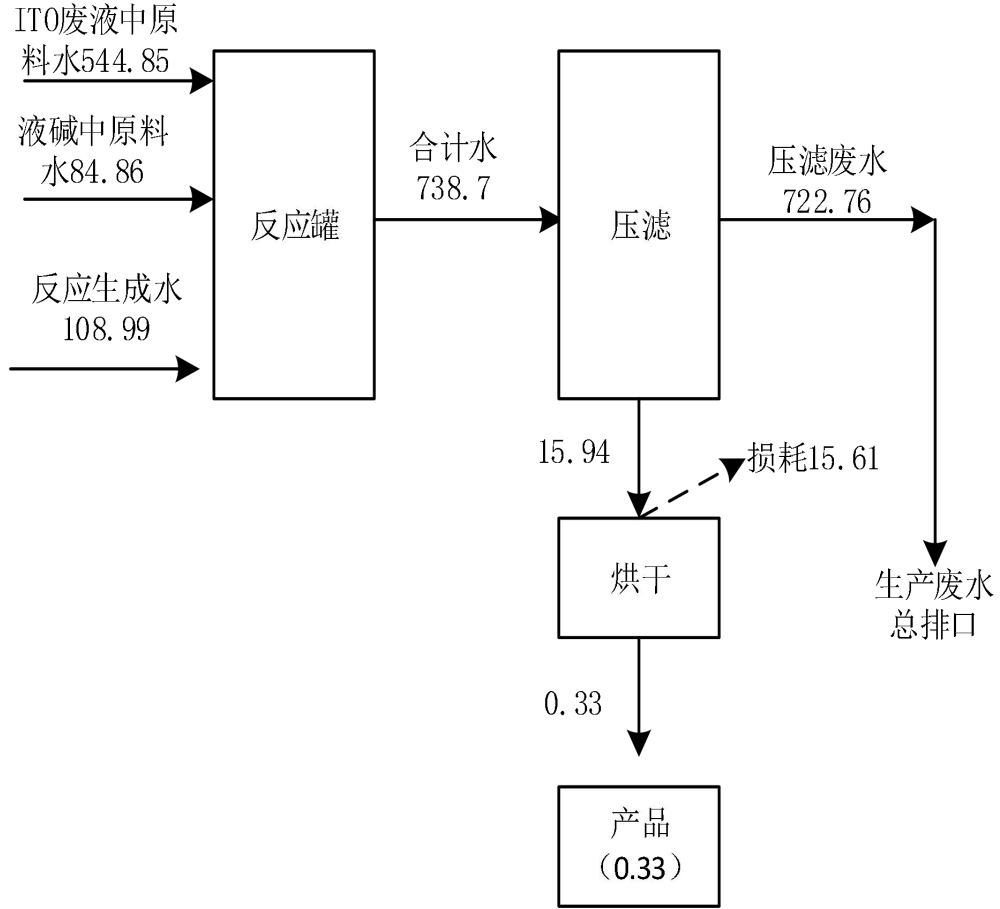 ITO废液中原
料水544.85
液碱中原料
水84.86
反应生成水
108.99
反应罐
合计水
738.7
压滤
压滤废水
722.76
15.94
损耗15.61
烘干
生产废水
总排口
0.33
产品
（0.33）